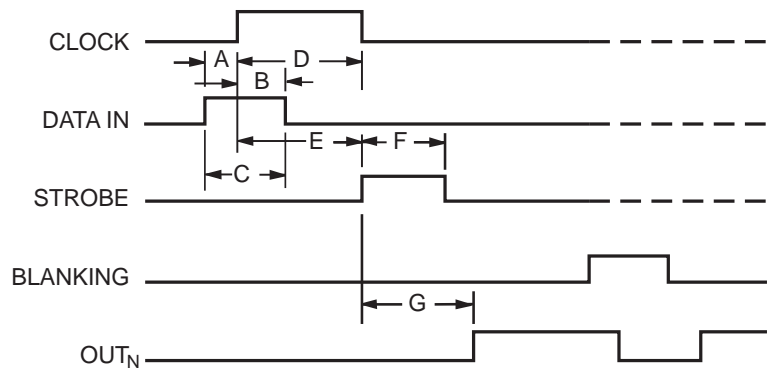 CLOCK
A D
B
DATA IN
E F
C
STROBE
BLANKING
G
OUTN